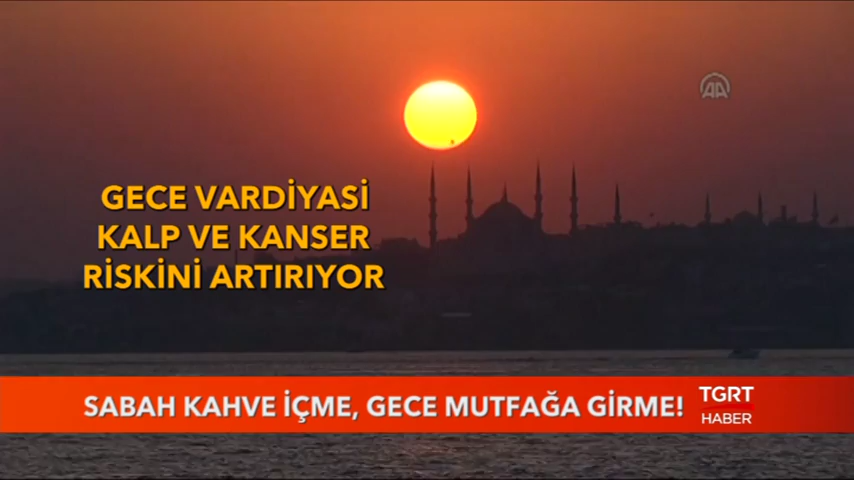 AA
GECE VARDİYASİ
KALP VE KANSER
RİSKİNİ ARTIRIYOR
SABAH KAHVE İÇME, GECE MUTFAĞA GİRME!
TGRT
HABER